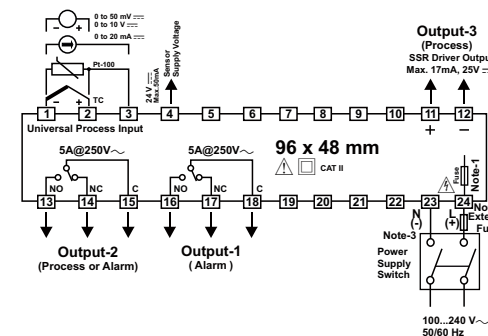 0 to 50 mV
0 to 10 V
0 to 20 mA
Pt-100
TC
24 V
Max.50mA
Sensor
Supply Voltage
Output-3
(Process)
SSR Driver Outpu
Max. 17mA, 25V
1 2 3 4 5 6 7 8 9 10 11 12
Universal Process Input
+ −
5A@250V∼
5A@250V∼
96 x 48 mm
CAT II
Fuse
Note-1
NO NC C NO NC C
13 14 15 16 17 18 19 20 21 22 23 24
Output-2
(Process or Alarm)
Output-1
( Alarm )
N
(-)
L
(+)
No
Exte
Fu
Note-3
Power
Supply
Switch
100...240 V∼
50/60 Hz